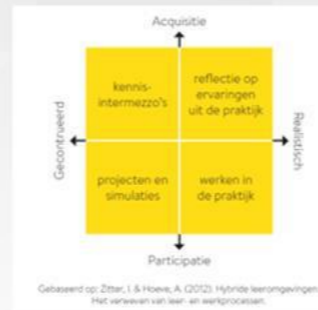 Acquisitie
kennis-
intermezzo's
reflectie op
ervaringen
uit de praktijk
Geconstrueerd
Realistisch
projecten en
simulaties
werken in
de praktijk
Participatie
Gebaseerd op: Zitter, I. & Hoeve, A. (2012). Hybride leeromgevingen:
Het verweven van leer- en werkprocessen.